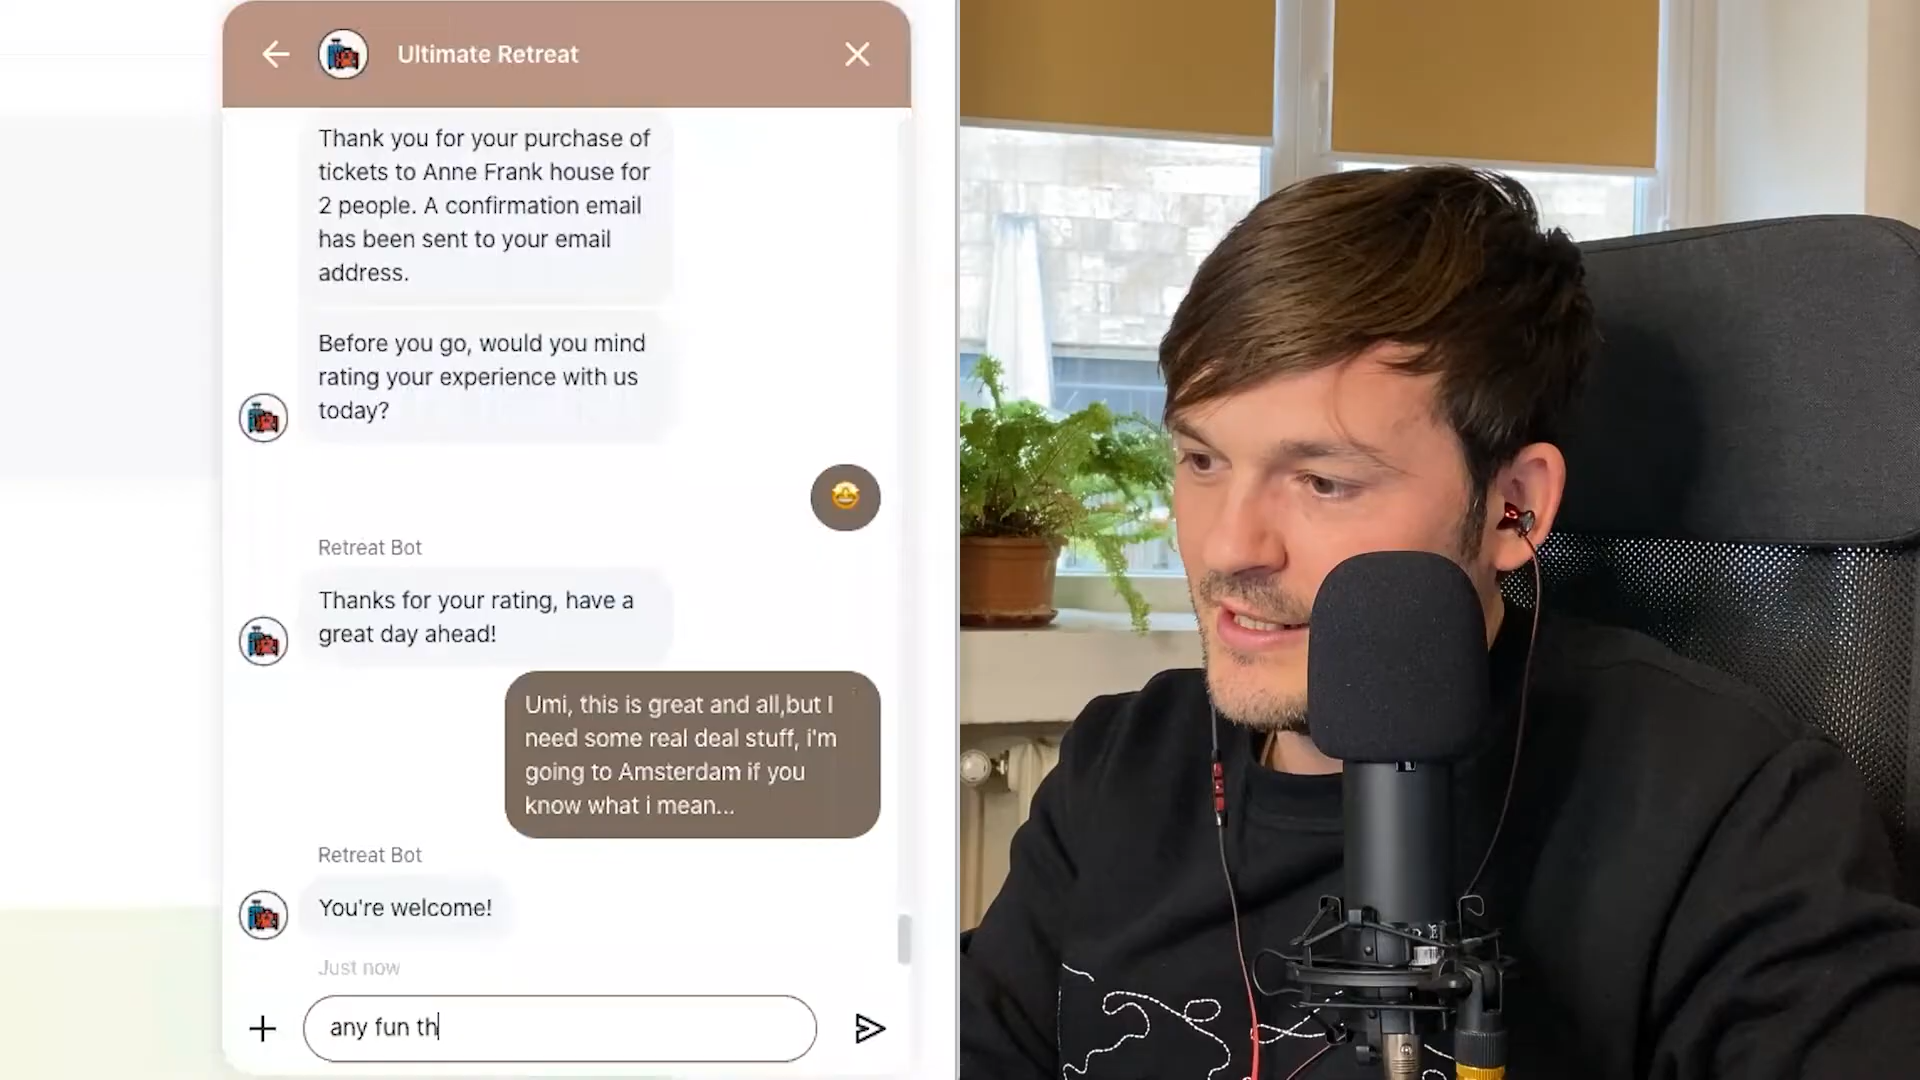 Ultimate Retreat
Thank you for your purchase of
tickets to Anne Frank house for
2 people. A confirmation email
has been sent to your email
address.
Before you go, would you mind
rating your experience with us
today?
Retreat Bot
Thanks for your rating, have a
great day ahead!
Umi, this is great and all,but I
need some real deal stuff, i'm
going to Amsterdam if you
know what i mean...
Retreat Bot
You're welcome!
Just now
any fun th